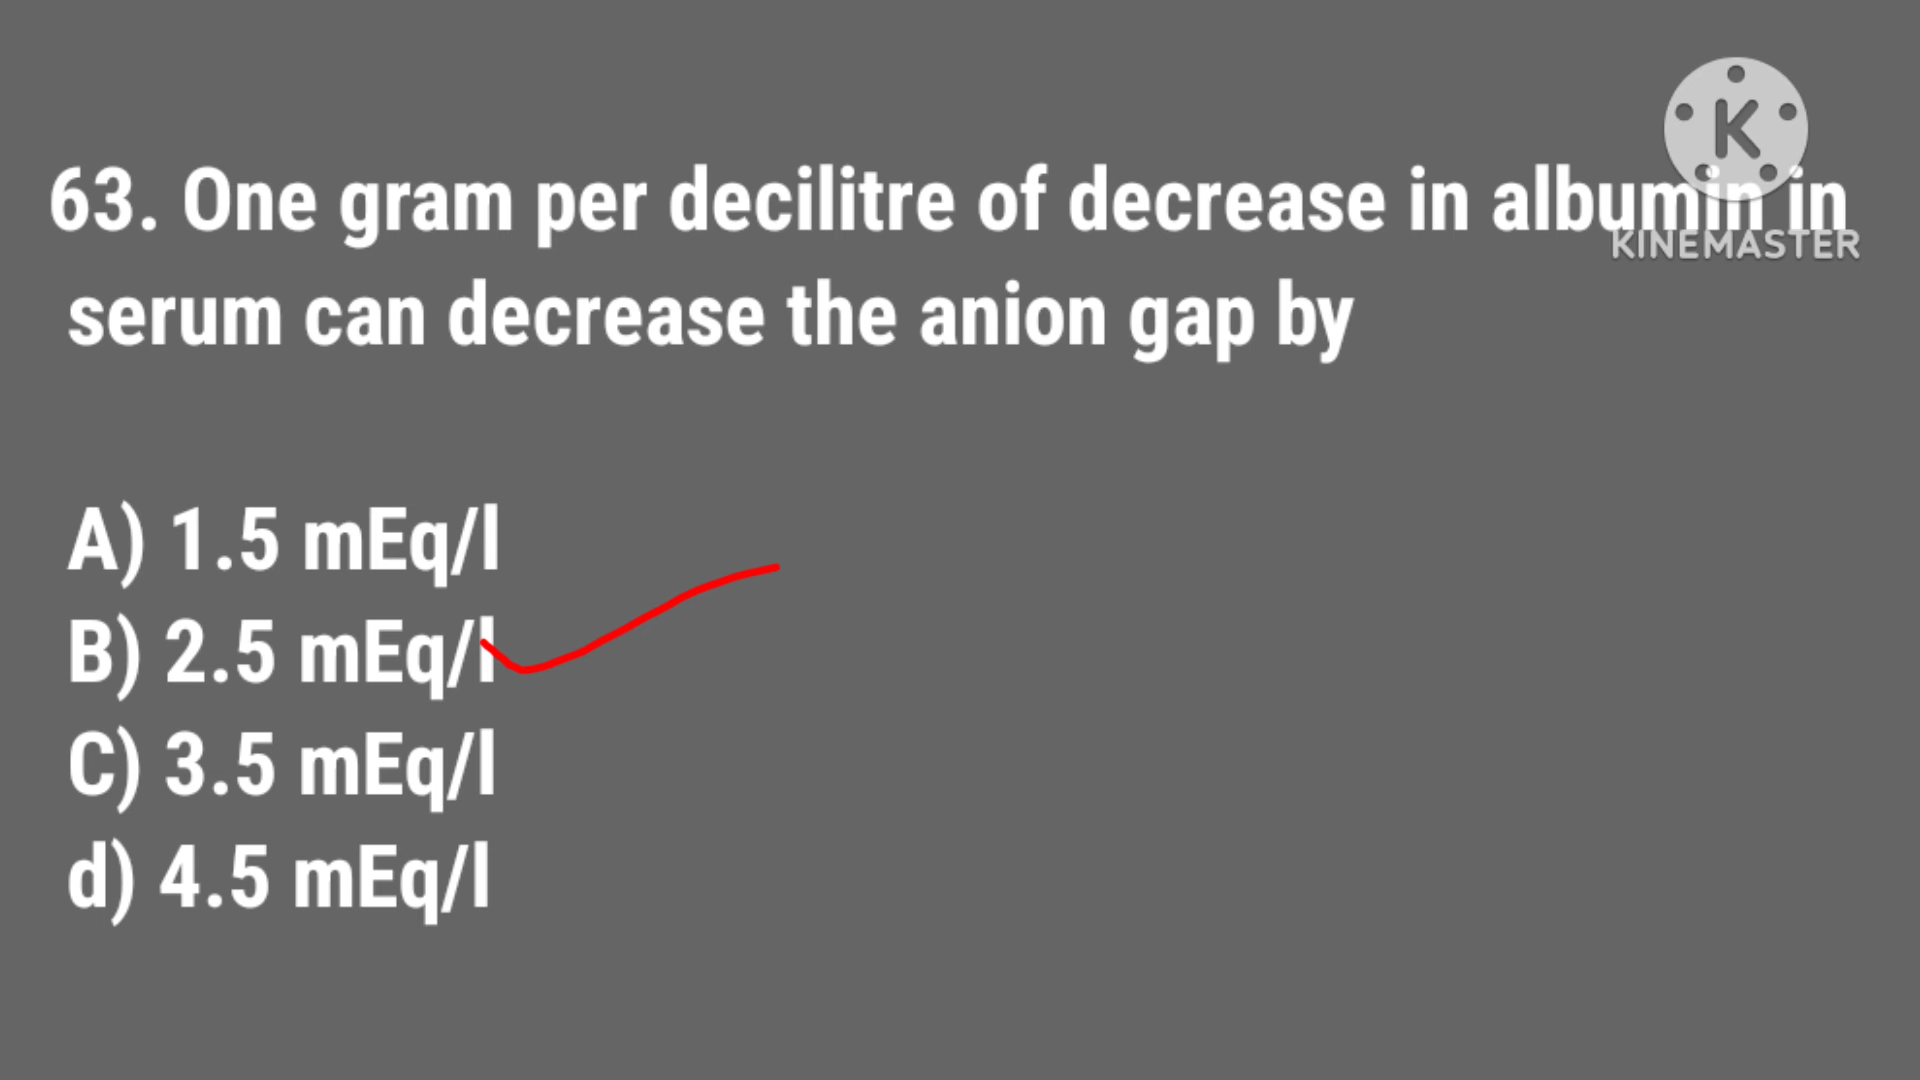 K
63. One gram per decilitre of decrease in albumin in
KINEMASTER
serum can decrease the anion gap by
A) 1.5 mEq/l
B) 2.5 mEq/l
C) 3.5 mEq/l
d) 4.5 mEq/l